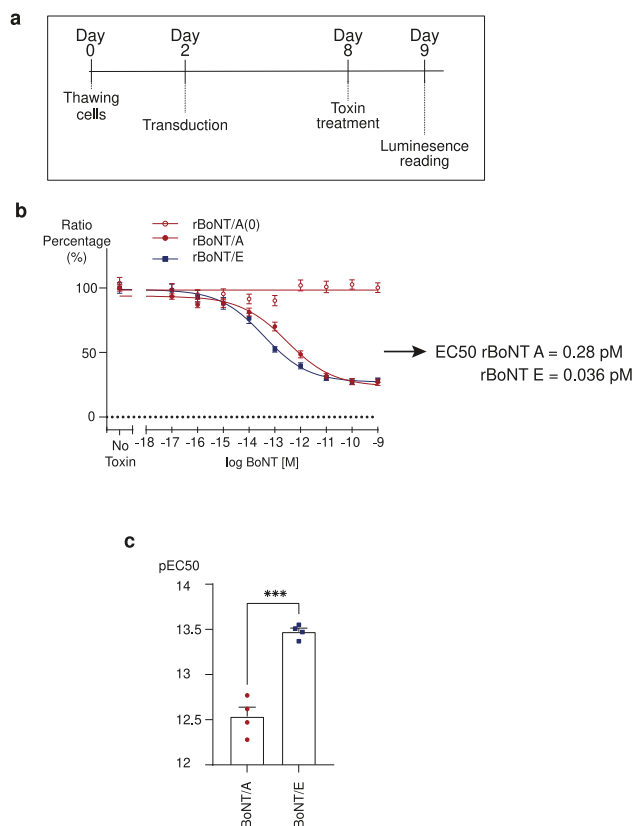 a
Day
0
Day
2
Day
8
Day
9
Thawing
cells
Transduction
Toxin
treatment
Luminesence
reading
b
Ratio
Percentage
(%)
rBoNT/A(0)
rBoNT/A
rBoNT/E
100
50
0
EC50 rBoNT A = 0.28 pM
rBoNT E = 0.036 pM
No
Toxin
-18 -17 -16 -15 -14 -13 -12 -11 -10 -9
log BoNT [M]
c
pEC50
14
13.5
13
12.5
12
***
BoNT/A
BoNT/E